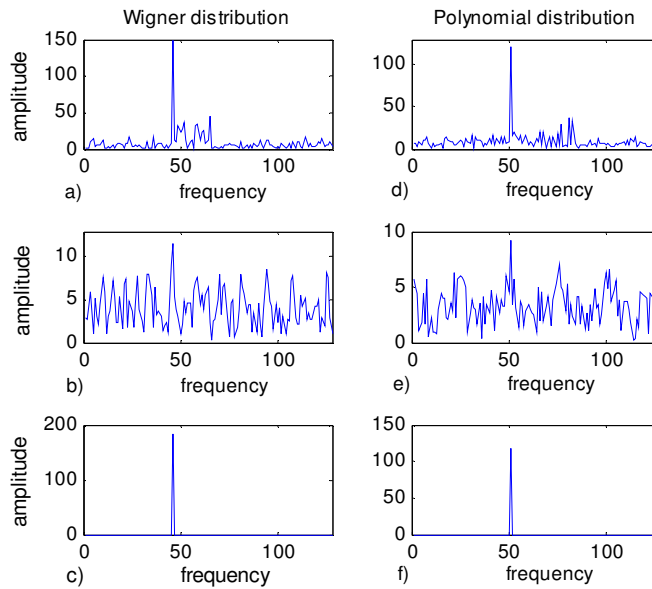 Wigner distribution
Polynomial distribution
150
100
50
0
0 50 100
amplitude
a) frequency
100
50
0
0 50 100
d) frequency
10
5
0
0 50 100
amplitude
b) frequency
10
5
0
0 50 100
e) frequency
200
100
0
0 50 100
amplitude
c) frequency
150
100
50
0
0 50 100
f) frequency